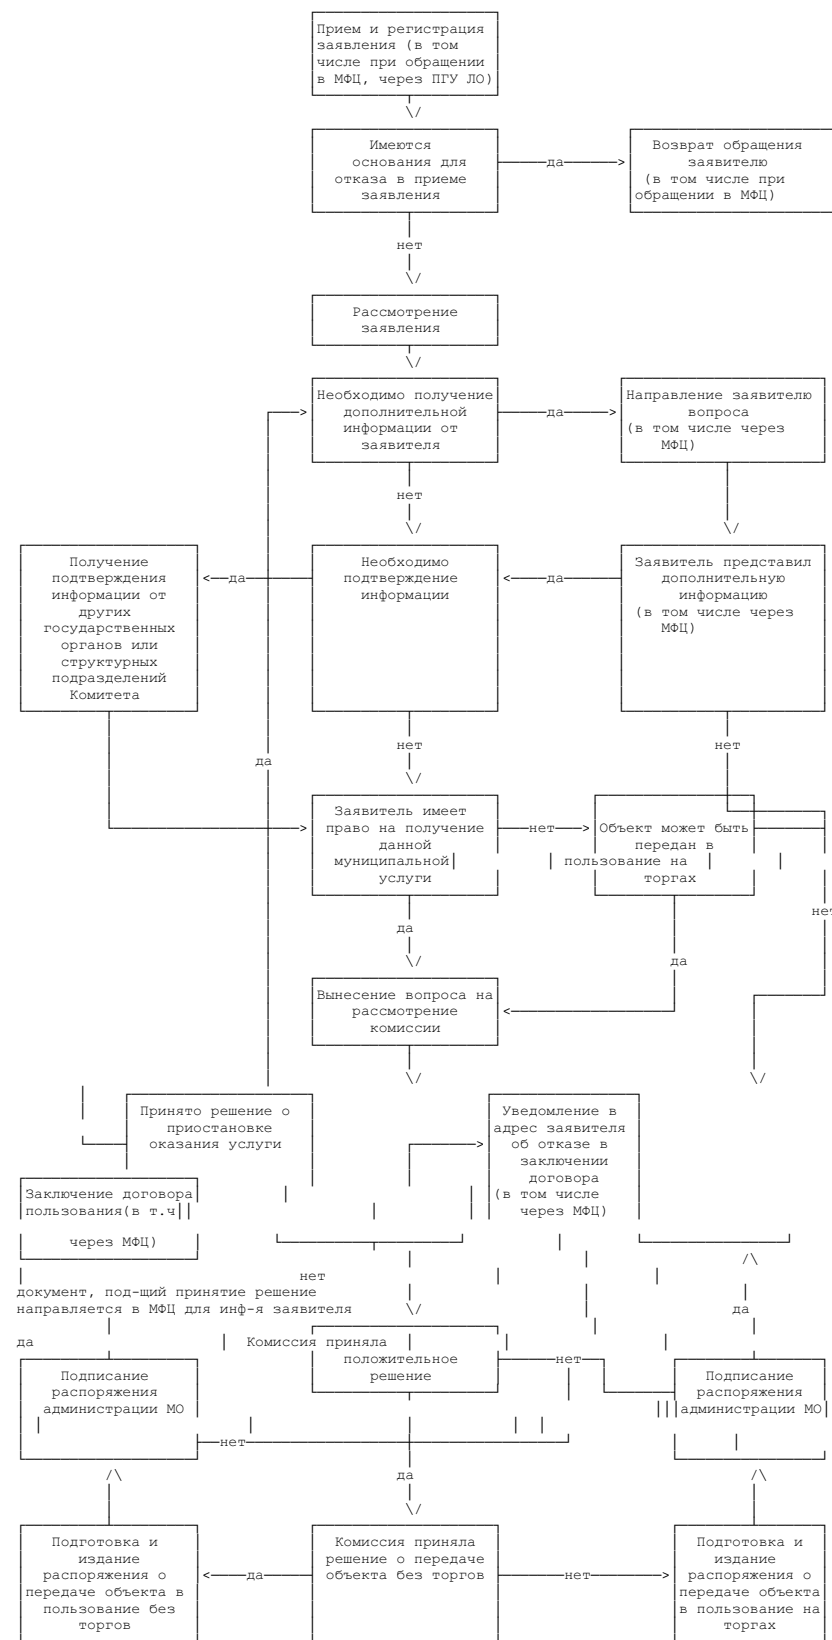 Прием и регистрация
заявления (в том
числе при обращении
в МФЦ, через ПГУ ЛО)
Имеются
основания для
отказа в приеме
заявления
да
Возврат обращения
заявителю
(в том числе при
обращении в МФЦ)
нет
Рассмотрение
заявления
Необходимо получение
дополнительной
информации от
заявителя
да
Направление заявителю
вопроса
(в том числе через
МФЦ)
нет
Получение
подтверждения
информации от
других
государственных
органов или
структурных
подразделений
Комитета
да
Необходимо
подтверждение
информации
да
Заявитель представил
дополнительную
информацию
(в том числе через
МФЦ)
нет
нет
да
Заявитель имеет
право на получение
данной
муниципальной
услуги
нет
Объект может быть
передан в
пользование на
торгах
нет
да
да
Вынесение вопроса на
рассмотрение
комиссии
Принято решение о
приостановке
оказания услуги
Уведомление в
адрес заявителя
об отказе в
заключении
договора
(в том числе
через МФЦ)
Заключение договора
пользования(в т.ч
через МФЦ)
нет
документ, под-щий принятие решение
направляется в МФЦ для инф-я заявителя
да
да
Комиссия приняла
положительное
решение
нет
Подписание
распоряжения
администрации МО
Подписание
распоряжения
администрации МО
нет
да
Подготовка и
издание
распоряжения о
передаче объекта в
пользование без
торгов
да
Комиссия приняла
решение о передаче
объекта без торгов
нет
Подготовка и
издание
распоряжения о
передаче объекта
в пользование на
торгах